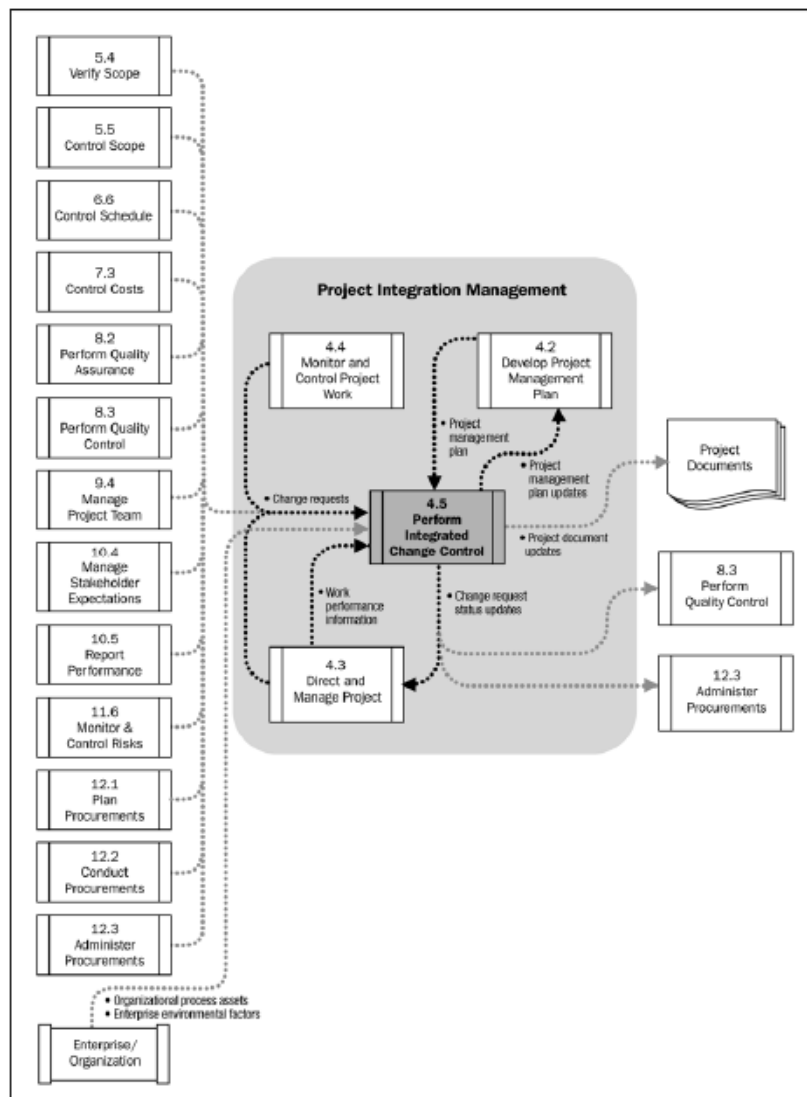 5.4
Verify Scope
5.5
Control Scope
6.6
Control Schedule
7.3
Control Costs
8.2
Perform Quality
Assurance
8.3
Perform Quality
Control
9.4
Manage
Project Team
10.4
Manage
Stakeholder
Expectations
10.5
Report
Performance
11.6
Monitor &
Control Risks
12.1
Plan
Procurements
12.2
Conduct
Procurements
12.3
Administer
Procurements
Enterprise/
Organization
• Organizational process assets
• Enterprise environmental factors
Project Integration Management
4.4
Monitor and
Control Project
Work
4.2
Develop Project
Management
Plan
• Project
management
plan
• Project
management
plan updates
• Change requests
4.5
Perform
Integrated
Change Control
• Project document
updates
• Work
performance
information
• Change request
status updates
4.3
Direct and
Manage Project
Project
Documents
8.3
Perform
Quality Control
12.3
Administer
Procurements